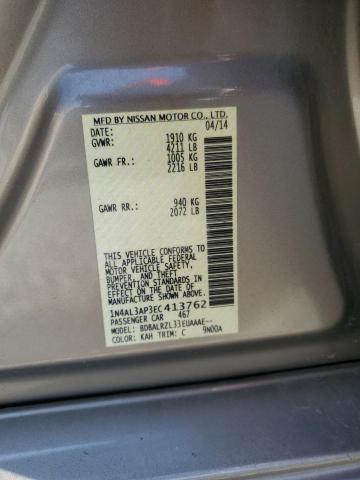 MFD BY NISSAN MOTOR CO., LTD.
DATE: 04/14
GVWR: 1910 KG
4211 LB
GAWR FR.: 1005 KG
2216 LB
GAWR RR.: 940 KG
2072 LB
THIS VEHICLE CONFORMS TO
ALL APPLICABLE FEDERAL
MOTOR VEHICLE SAFETY,
BUMPER, AND THEFT
PREVENTION STANDARDS IN
EFFECT ON THE DATE OF
MANUFACTURE SHOWN ABOVE.
1N4AL3AP3EC413762
PASSENGER CAR 467
MODEL: BDBALRZL33EUAAAE--
COLOR: KAH TRIM: C 9N00A